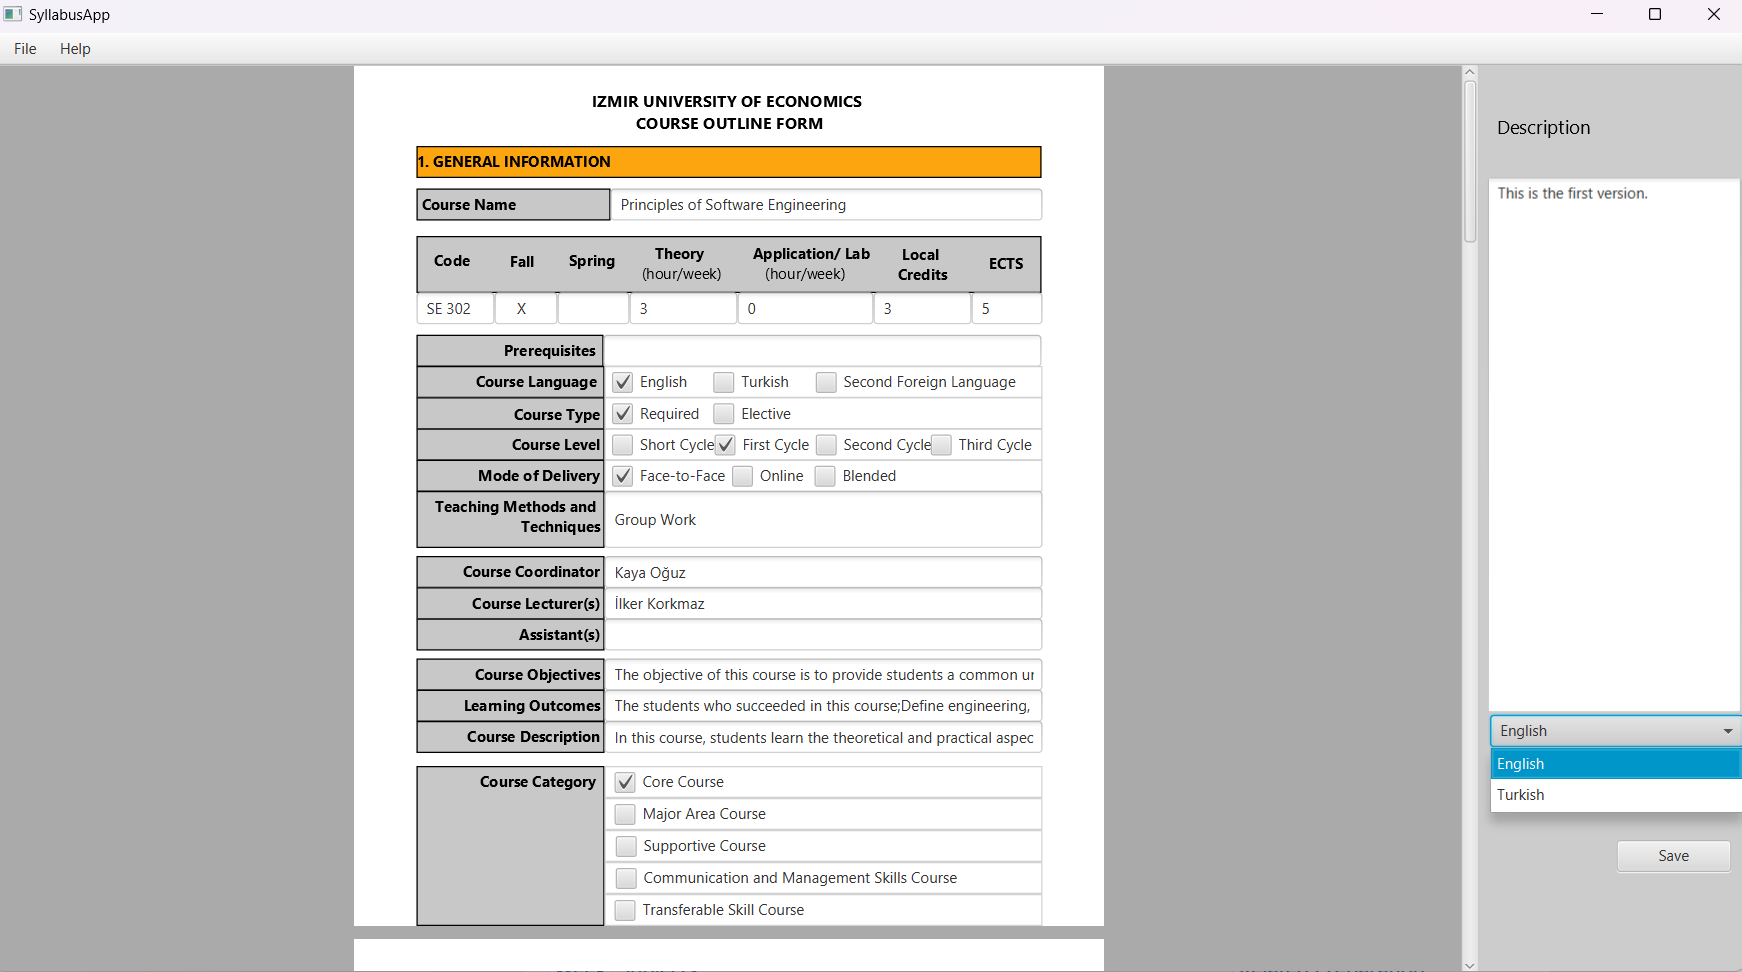 SyllabusApp
File Help
IZMIR UNIVERSITY OF ECONOMICS
COURSE OUTLINE FORM
1. GENERAL INFORMATION
Course Name Principles of Software Engineering
Code Fall Spring Theory (hour/week) Application/ Lab (hour/week) Local Credits ECTS
SE 302 X 3 0 3 5
Prerequisites
Course Language English Turkish Second Foreign Language
Course Type Required Elective
Course Level Short Cycle First Cycle Second Cycle Third Cycle
Mode of Delivery Face-to-Face Online Blended
Teaching Methods and Techniques Group Work
Course Coordinator Kaya Oğuz
Course Lecturer(s) İlker Korkmaz
Assistant(s)
Course Objectives The objective of this course is to provide students a common
Learning Outcomes The students who succeeded in this course;Define engineering,
Course Description In this course, students learn the theoretical and practical aspec
Course Category Core Course
Major Area Course
Supportive Course
Communication and Management Skills Course
Transferable Skill Course
Description
This is the first version.
English
English
Turkish
Save